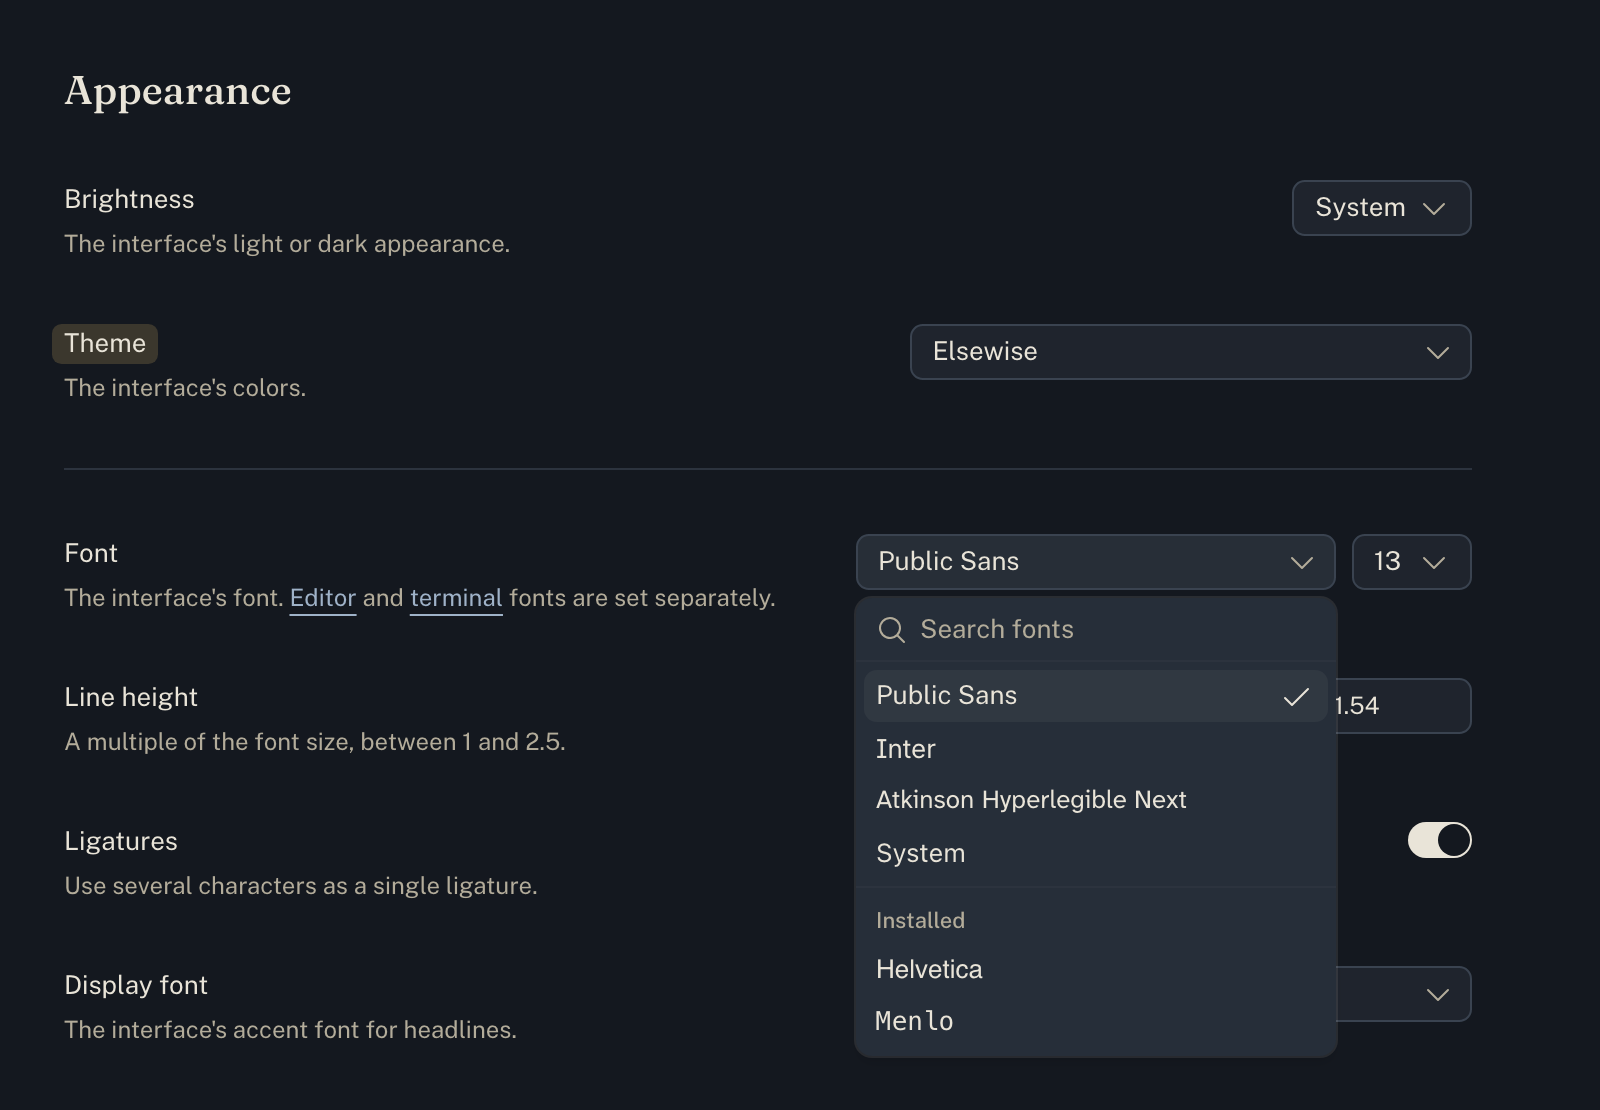 Appearance
Brightness
The interface's light or dark appearance.
System
Theme
The interface's colors.
Elsewise
Font
The interface's font. Editor and terminal fonts are set separately.
Public Sans
13
Search fonts
Public Sans
Inter
Atkinson Hyperlegible Next
System
Installed
Helvetica
Menlo
Line height
A multiple of the font size, between 1 and 2.5.
1.54
Ligatures
Use several characters as a single ligature.
Display font
The interface's accent font for headlines.